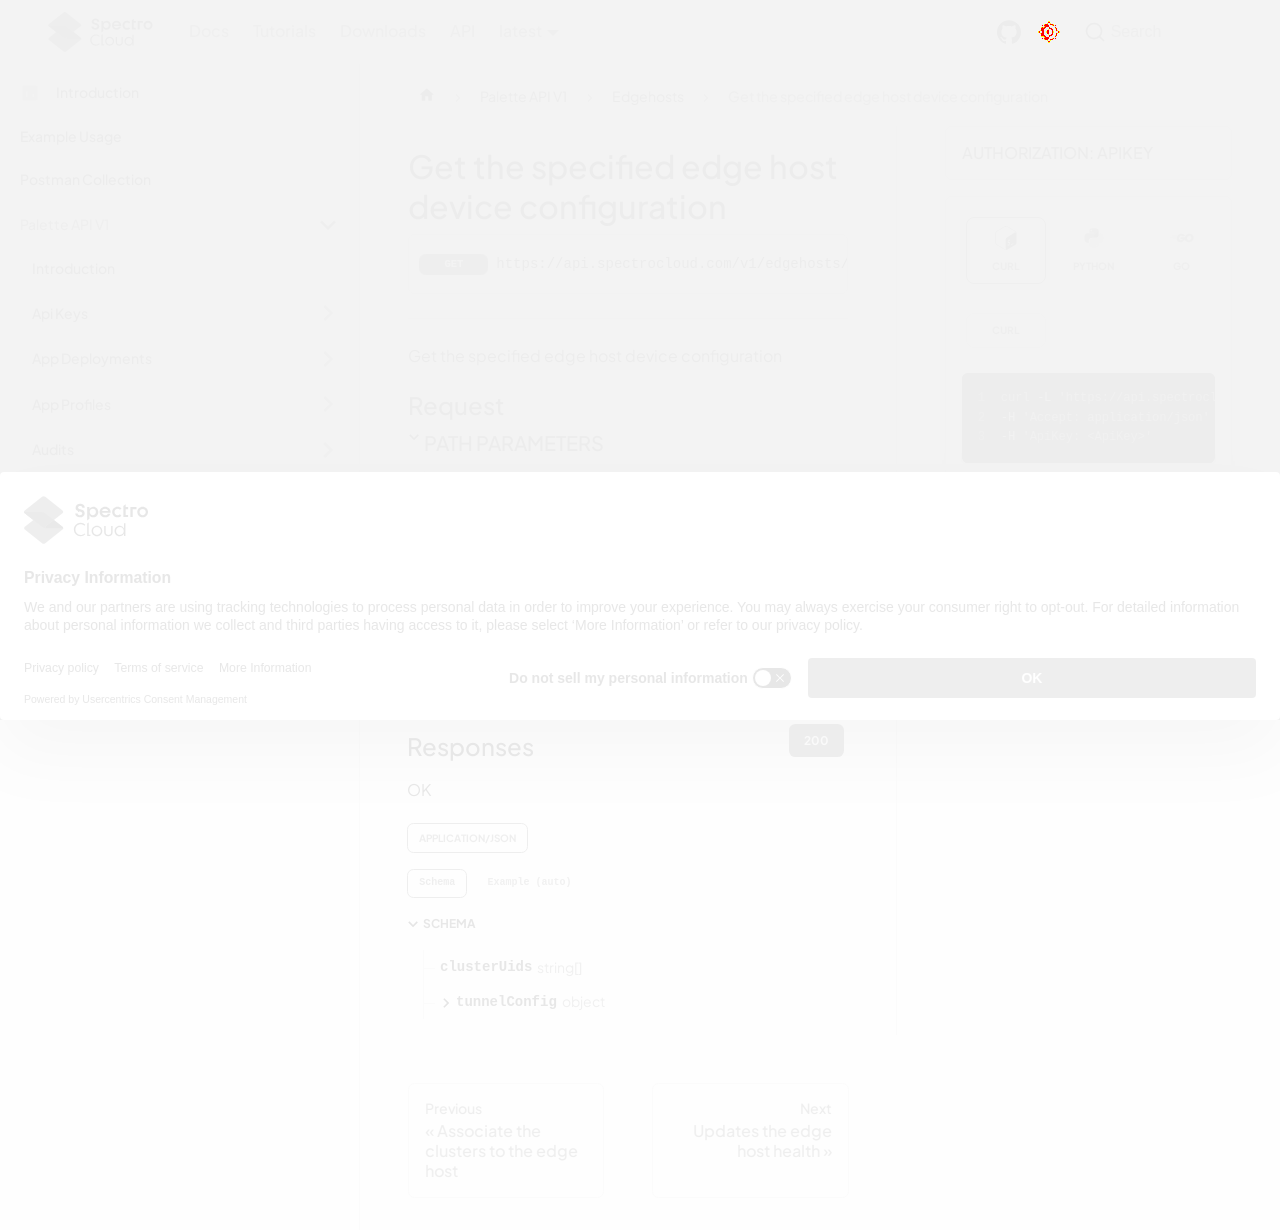 Spectro
Cloud
Docs
Tutorials
Downloads
API
latest
Search
Introduction
Palette API V1
Edgehosts
Get the specified edge host device configuration
Example Usage
Postman Collection
Palette API V1
Introduction
Api Keys
App Deployments
App Profiles
Audits
Get the specified edge host
device configuration
GET
https://api.spectrocloud.com/v1/edgehosts/
Get the specified edge host device configuration
Request
PATH PARAMETERS
AUTHORIZATION: APIKEY
CURL
PYTHON
GO
GO
CURL
Spectro
Cloud
Privacy Information
We and our partners are using tracking technologies to process personal data in order to improve your experience. You may always exercise your consumer right to opt-out. For detailed information
about personal information we collect and third parties having access to it, please select ‘More Information’ or refer to our privacy policy.
Privacy policy
Terms of service
More Information
Powered by Usercentrics Consent Management
Do not sell my personal information
OK
Responses
200
OK
APPLICATION/JSON
Schema
Example (auto)
SCHEMA
clusterUids string[]
tunnelConfig object
Previous
« Associate the
clusters to the edge
host
Next
Updates the edge
host health »